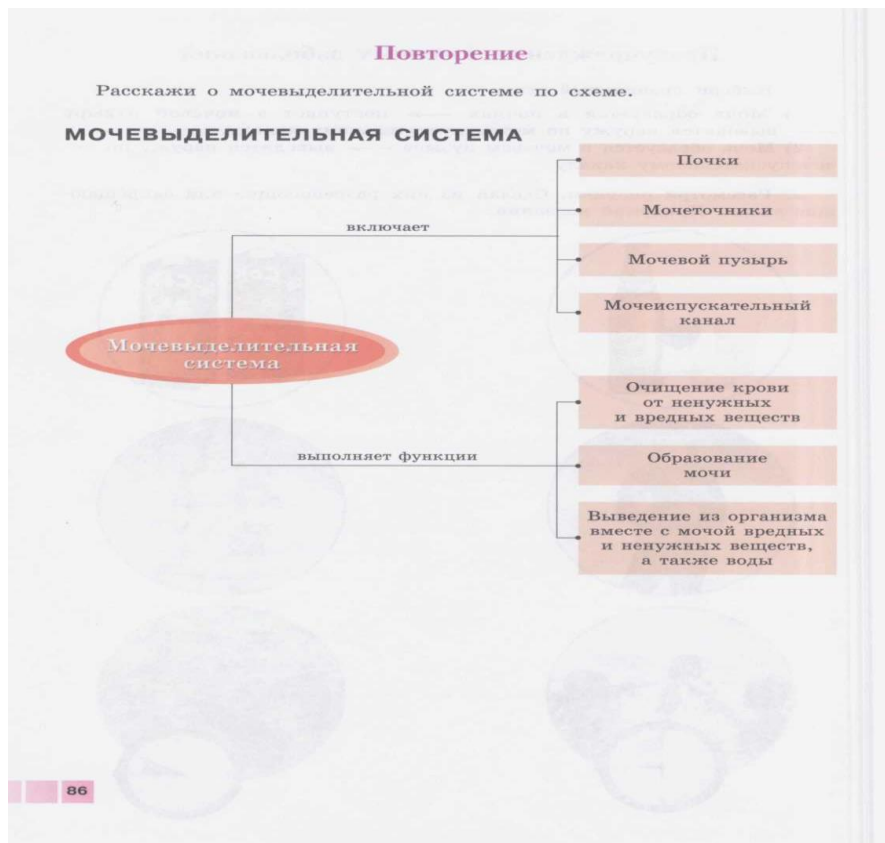 Повторение
Расскажи о мочевыделительной системе по схеме.
МОЧЕВЫДЕЛИТЕЛЬНАЯ СИСТЕМА
Почки
Мочеточники
включает
Мочевой пузырь
Мочеиспускательный
канал
Мочевыделительная
система
Очищение крови
от ненужных
и вредных веществ
выполняет функции
Образование
мочи
Выведение из организма
вместе с мочой вредных
и ненужных веществ,
а также воды
86